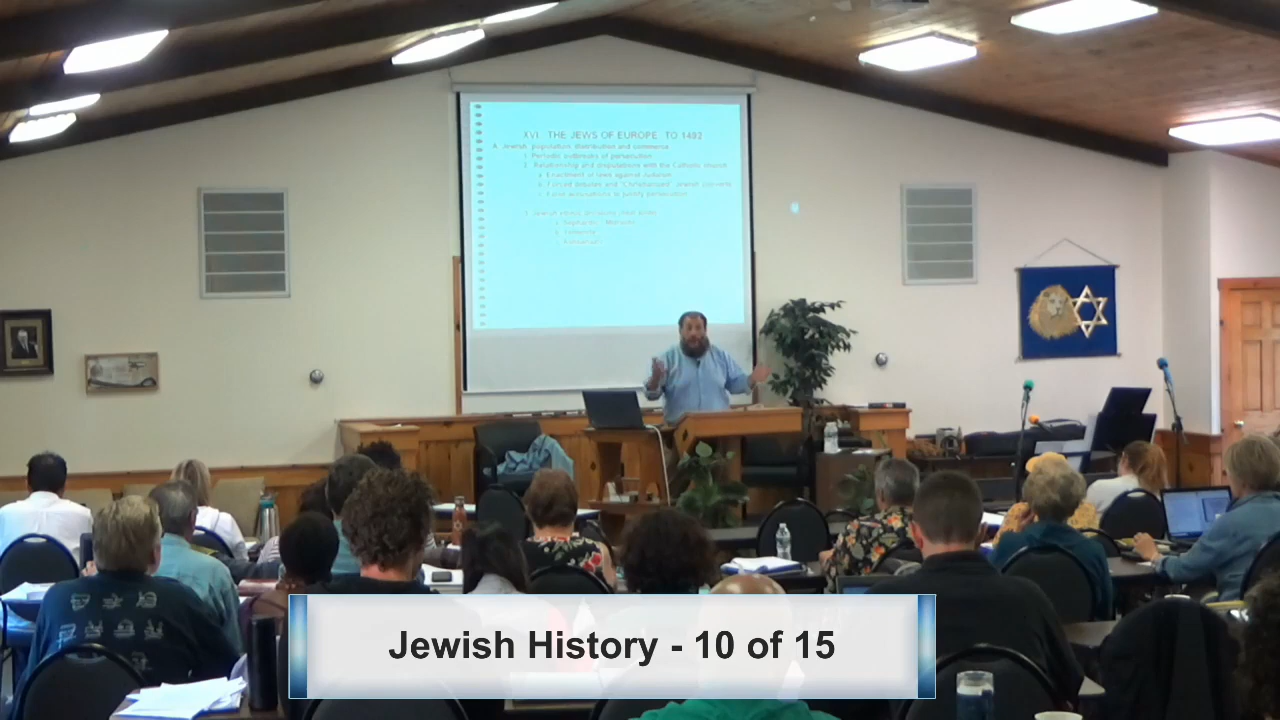 XVI. THE JEWS OF EUROPE TO 1492
A. Jewish population distribution and commerce
1. Periodic outbreaks of persecution
2. Relationship and disputations with the Catholic church
a. Enactment of laws against Judaism
b. Forced debates and "Christianized" Jewish converts
c. False accusations to justify persecution
Jewish History - 10 of 15